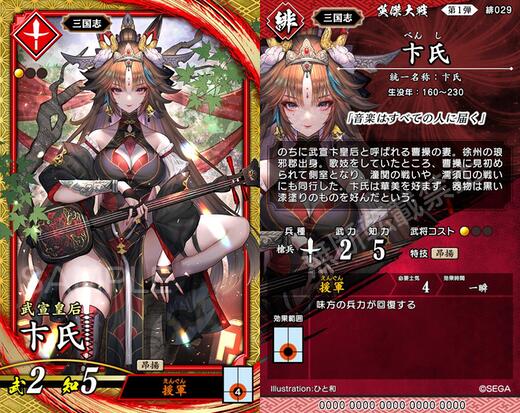 三国志
武宣皇后
卞氏
昂揚
武2 知5
えんぐん
援軍
4
SAMPLE
緋
三国志
英傑大戦
第1弾
緋029
べん し
卞氏
統一名称：卞氏
生没年：160～230
「音楽はすべての人に届く」
のちに武宣卞皇后と呼ばれる曹操の妻。徐州の琅
邪郡出身。歌妓をしていたところ、曹操に見初め
られて側室となり、潼関の戦いや、濡須口の戦い
にも同行した。卞氏は華美を好まず、器物は黒い
漆塗りのものを好んだという。
兵種 武力 知力 武将コスト
槍兵 2 5 特技 昂揚
えんぐん 必要士気 効果時間
援軍 4 一瞬
味方の兵力が回復する
効果範囲
Illustration:ひと和
©SEGA
0000-0000-0000-0000-0000